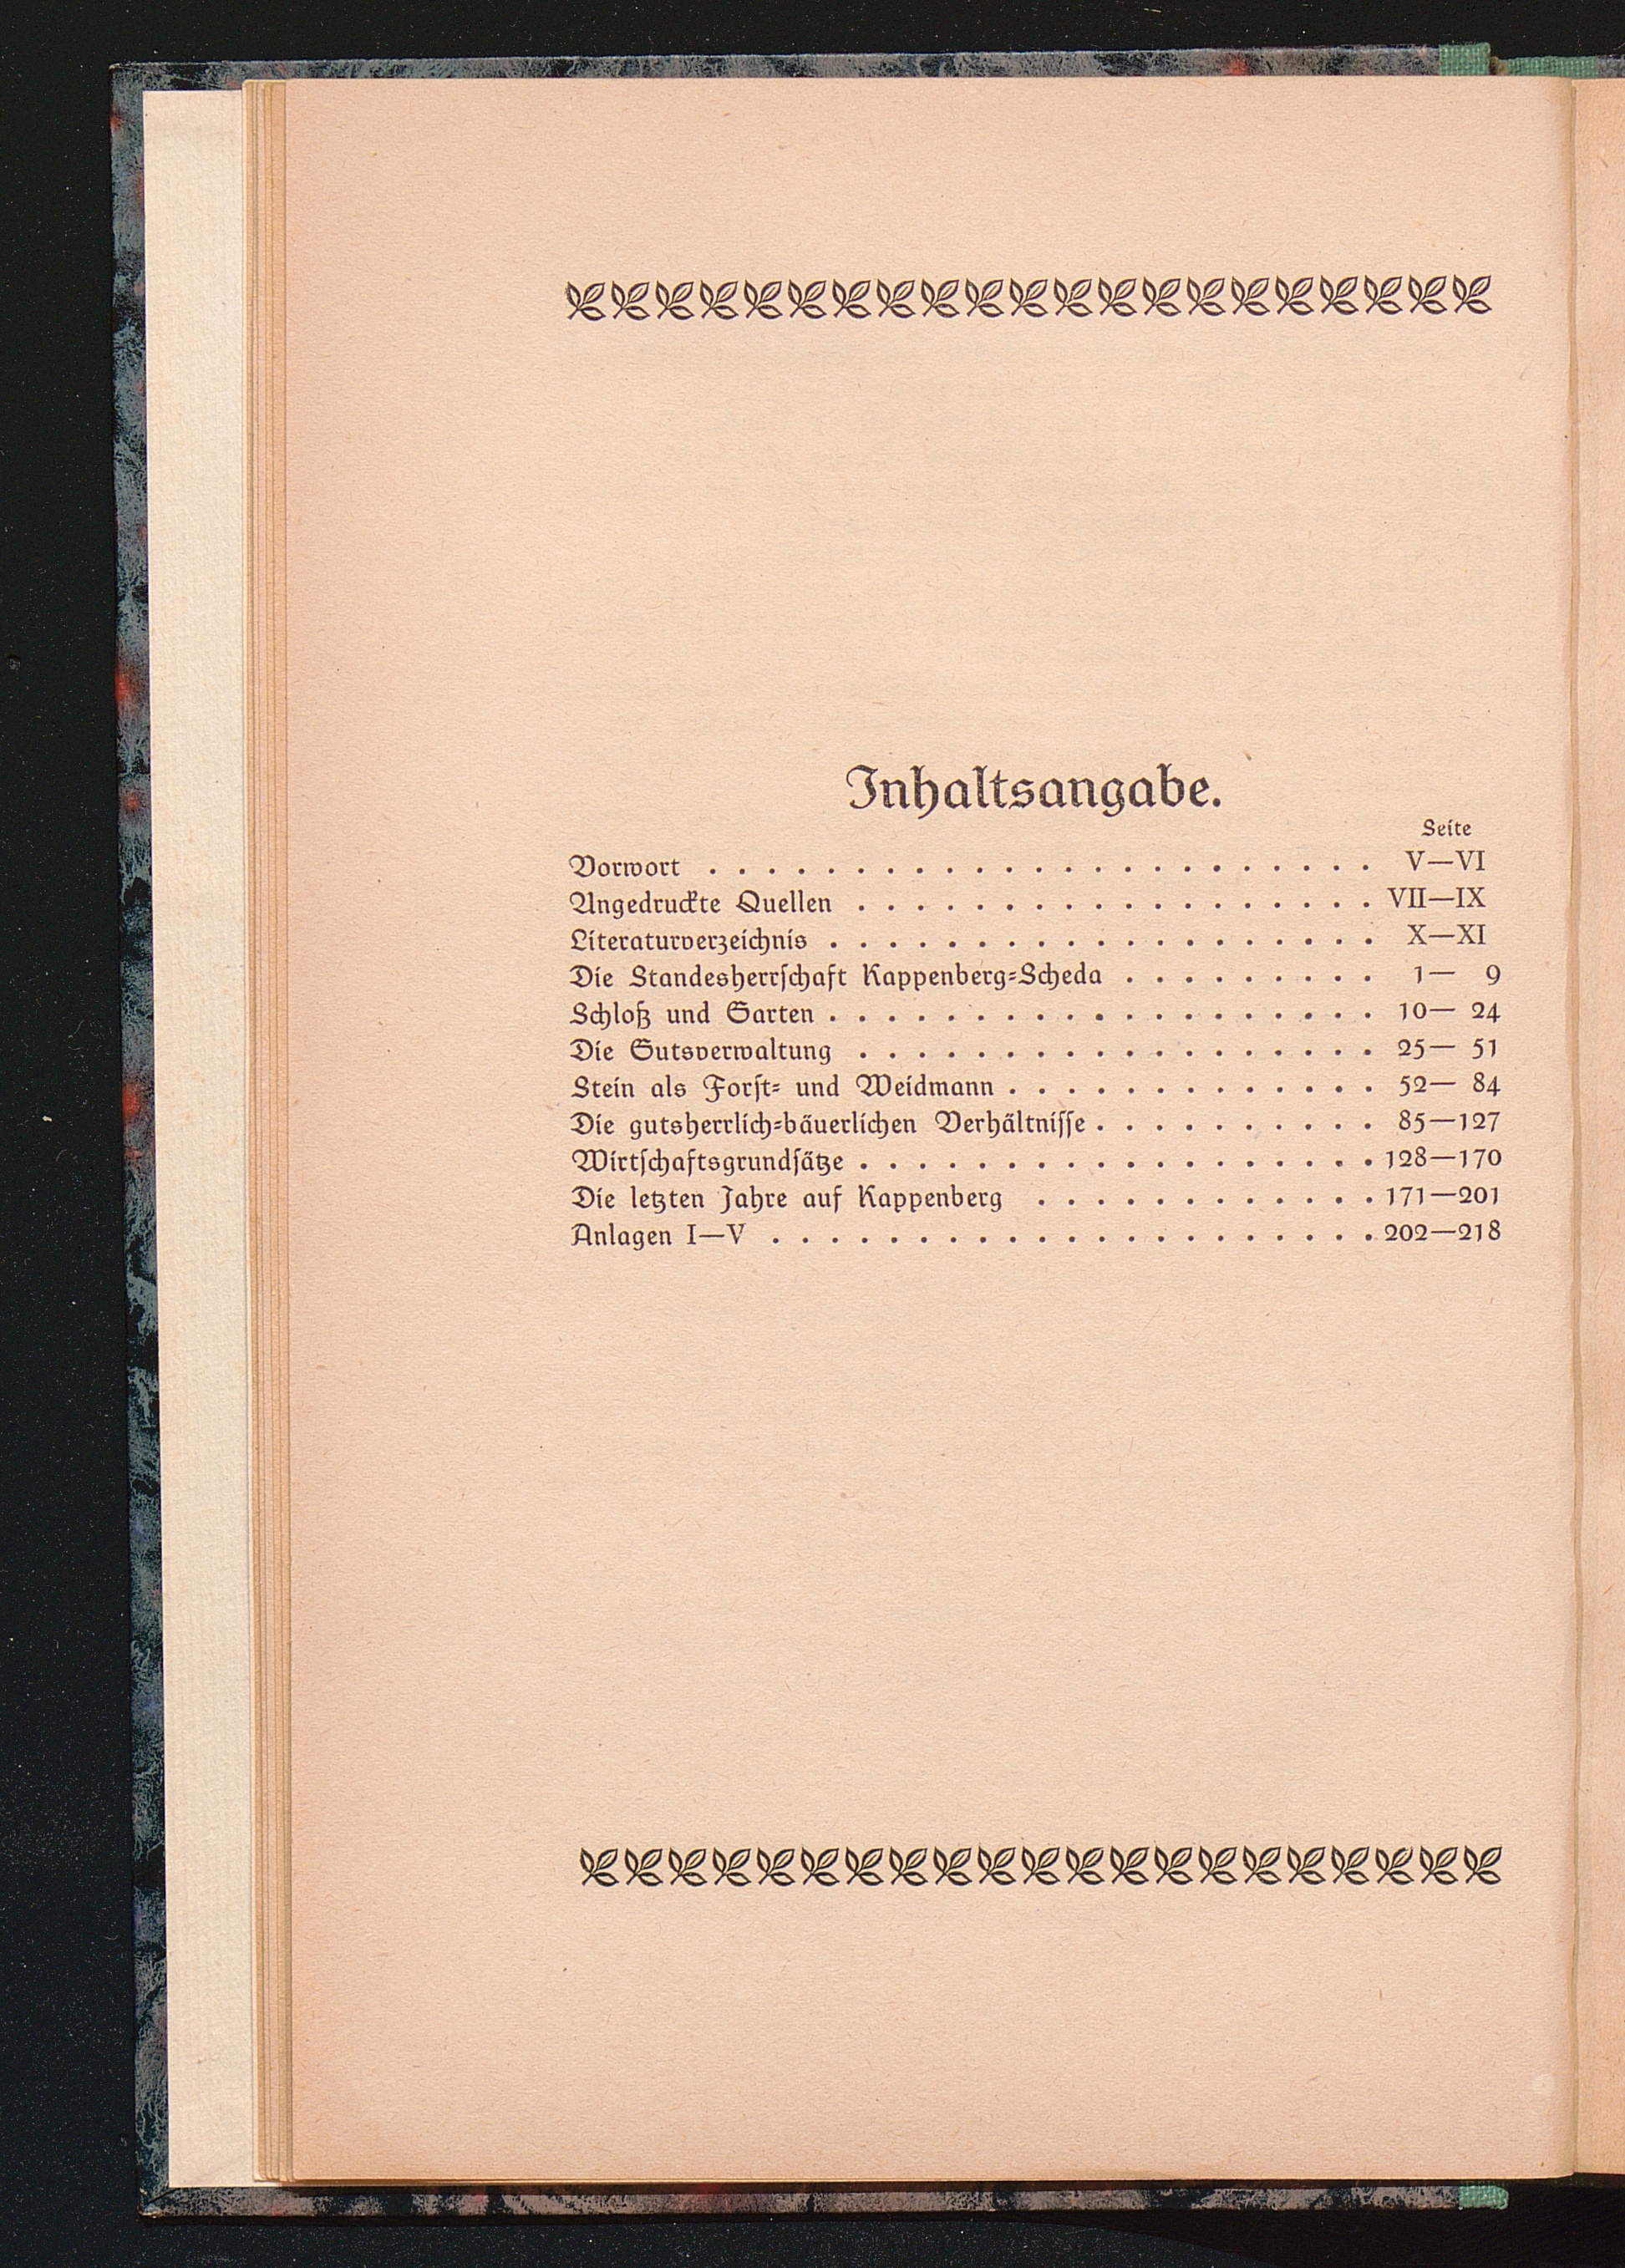 Inhaltsangabe.
Seite
Vorwort . . . . . . . . . . . . . . . . . . . . . . . V—VI
Ungedruckte Quellen . . . . . . . . . . . . . . . . . . VII—IX
Literaturverzeichnis . . . . . . . . . . . . . . . . . . . X—XI
Die Standesherrſchaft Kappenberg⸗Scheda . . . . . . . . . 1— 9
Schloß und Garten . . . . . . . . . . . . . . . . . . . 10— 24
Die Gutsverwaltung . . . . . . . . . . . . . . . . . . 25— 51
Stein als Forſt⸗ und Weidmann . . . . . . . . . . . . . 52— 84
Die gutsherrlich⸗bäuerlichen Verhältniſſe . . . . . . . . . . 85—127
Wirtſchaftsgrundſätze . . . . . . . . . . . . . . . . . . 128—170
Die letzten Jahre auf Kappenberg . . . . . . . . . . . . 171—201
Anlagen I—V . . . . . . . . . . . . . . . . . . . . . 202—218